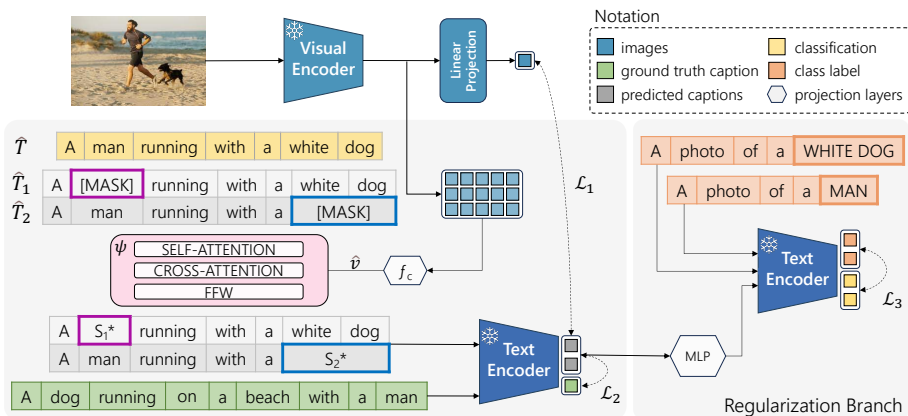 Notation
images
classification
ground truth caption
class label
predicted captions
projection layers
Visual Encoder
Linear Projection
T̂ A man running with a white dog
T̂₁ A [MASK] running with a white dog
T̂₂ A man running with a [MASK]
ℒ₁
ψ
SELF-ATTENTION
CROSS-ATTENTION
FFW
v̂
f_c
A S₁* running with a white dog
A man running with a S₂*
A dog running on a beach with a man
Text Encoder
ℒ₂
A photo of a WHITE DOG
A photo of a MAN
Text Encoder
ℒ₃
MLP
Regularization Branch